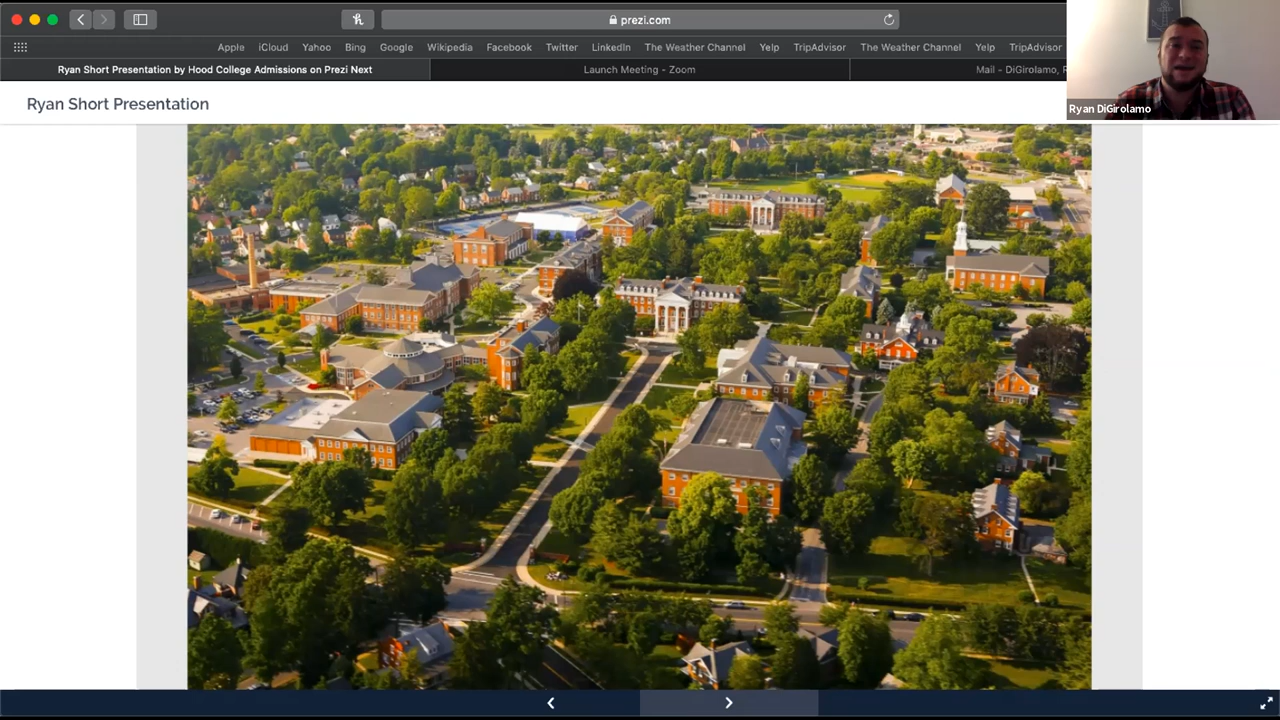 prezi.com
Apple iCloud Yahoo Bing Google Wikipedia Facebook Twitter LinkedIn The Weather Channel Yelp TripAdvisor The Weather Channel Yelp TripAdvisor
Ryan Short Presentation by Hood College Admissions on Prezi Next Launch Meeting - Zoom Mail - DiGirolamo, R
Ryan DiGirolamo
Ryan Short Presentation